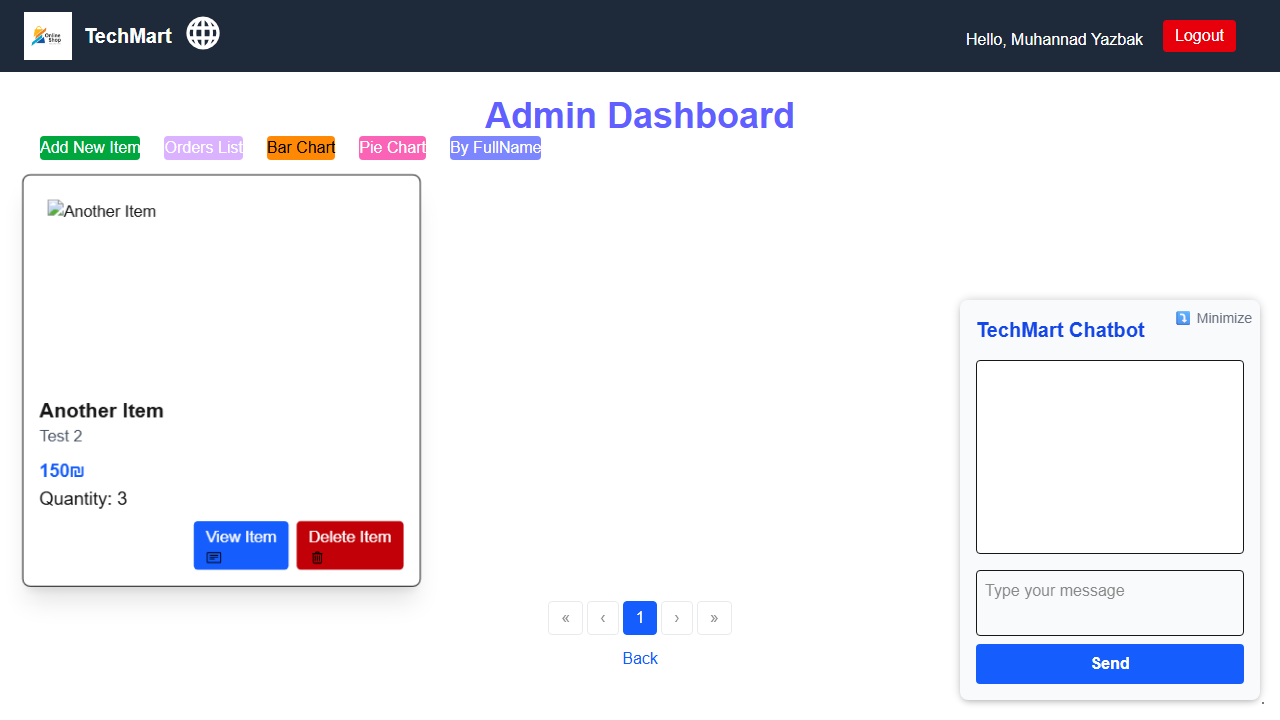 Online Shop
TechMart
Hello, Muhannad Yazbak
Logout
Admin Dashboard
Add New Item
Orders List
Bar Chart
Pie Chart
By FullName
Another Item
Another Item
Test 2
150₪
Quantity: 3
View Item
Delete Item
Minimize
TechMart Chatbot
Type your message
Send
« ‹ 1 › »
Back
.